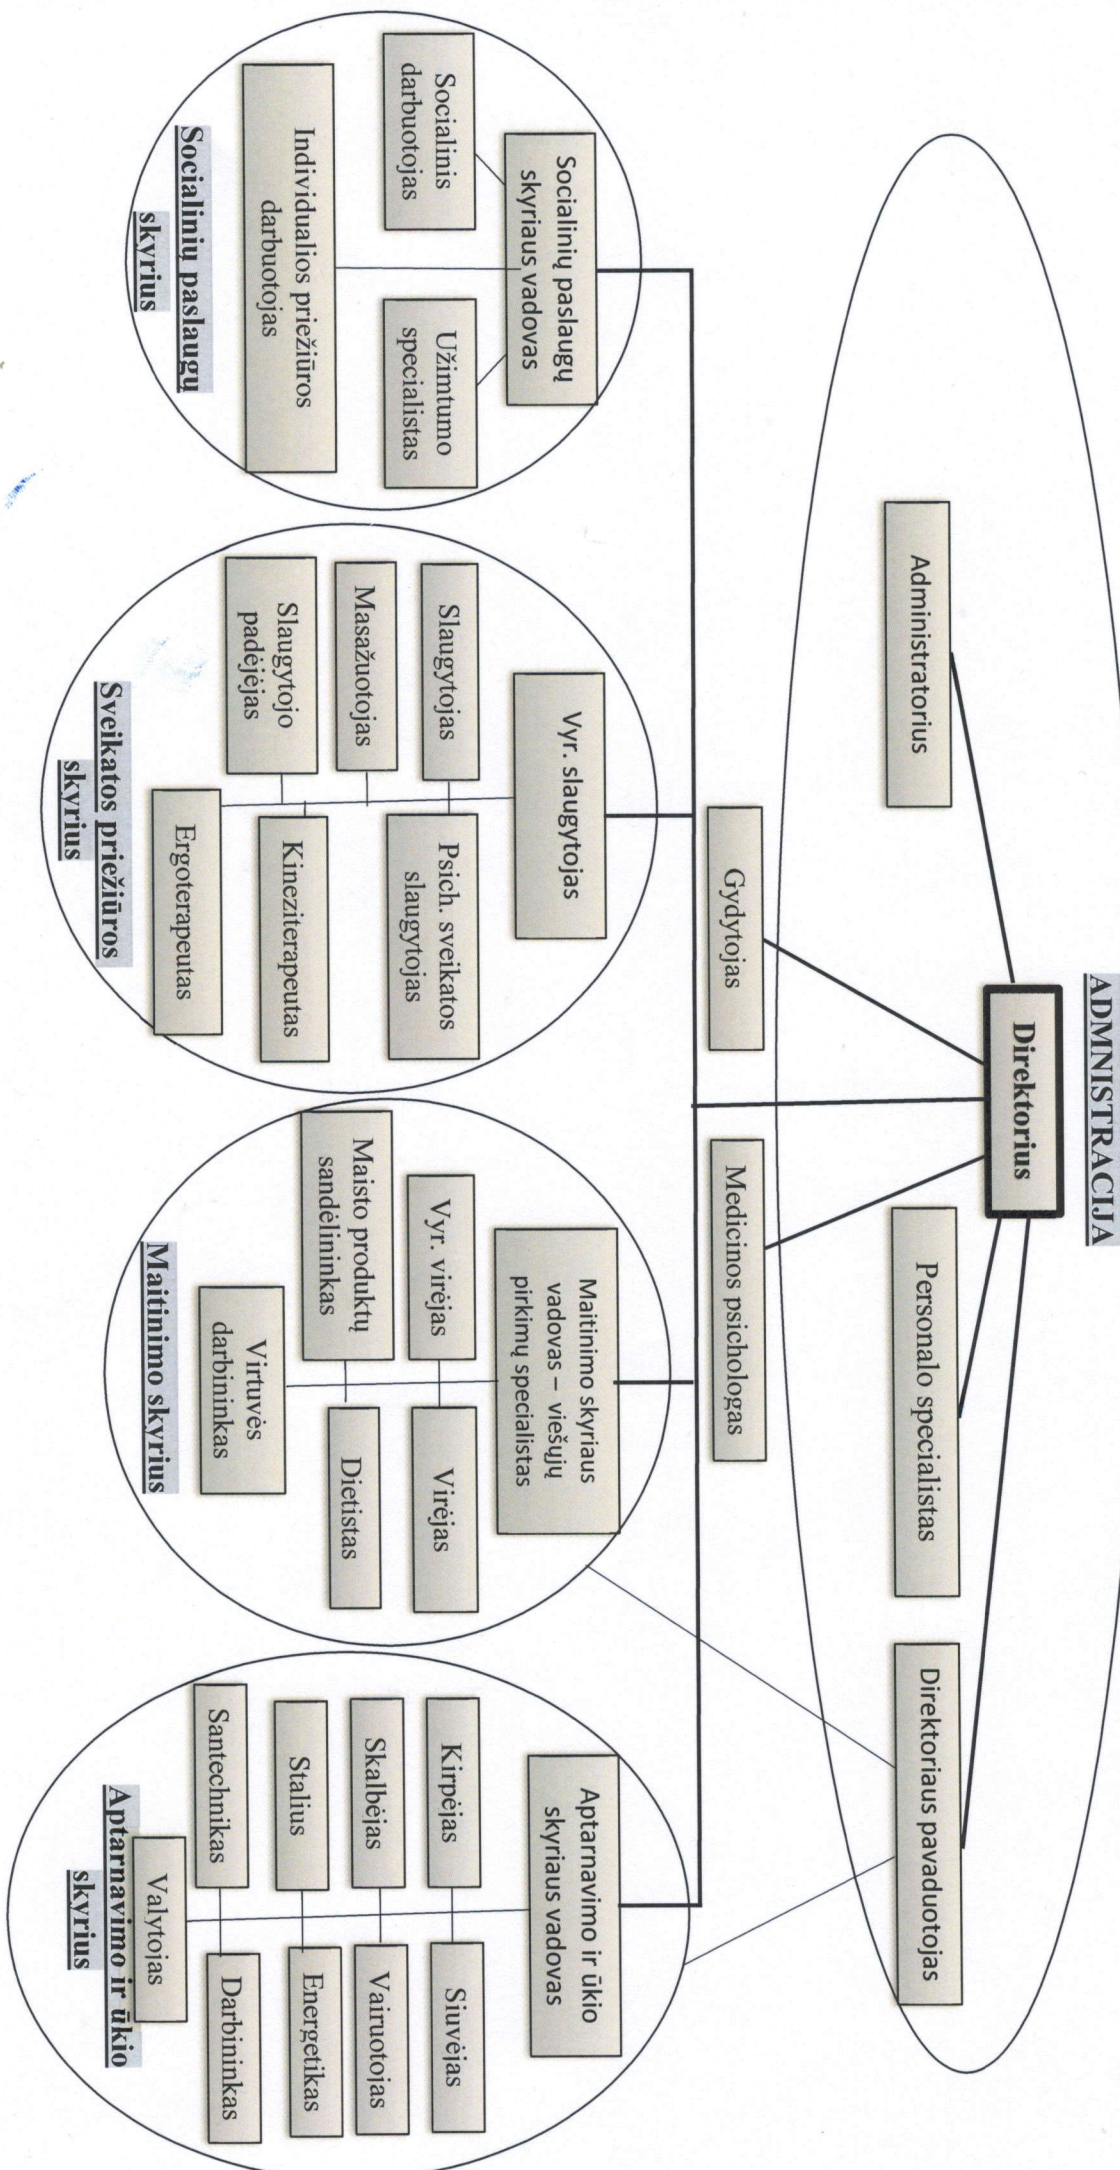 ADMNISTRACIJA
Direktorius
Administratorius
Personalo specialistas
Direktoriaus pavaduotojas
Gydytojas
Medicinos psichologas
Socialinių paslaugų
skyriaus vadovas
Socialinis
darbuotojas
Užimtumo
specialistas
Individualios priežiūros
darbuotojas
Socialinių paslaugų
skyrius
Vyr. slaugytojas
Slaugytojas
Psich. sveikatos
slaugytojas
Masažuotojas
Kineziterapeutas
Slaugytojo
padėjėjas
Ergoterapeutas
Sveikatos priežiūros
skyrius
Maitinimo skyriaus
vadovas – viešųjų
pirkimų specialistas
Vyr. virėjas
Virėjas
Maisto produktų
sandėlininkas
Dietistas
Virtuvės
darbininkas
Maitinimo skyrius
Aptarnavimo ir ūkio
skyriaus vadovas
Kirpėjas
Siuvėjas
Skalbėjas
Vairuotojas
Stalius
Energetikas
Santechnikas
Darbininkas
Valytojas
Aptarnavimo ir ūkio
skyrius